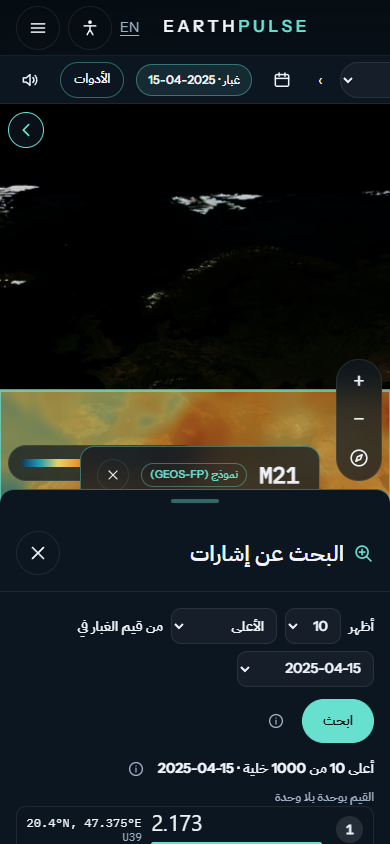 EN EARTHPULSE
غبار · 2025-04-15 الأدوات
M21 نموذج (GEOS-FP)
البحث عن إشارات
أظهر 10 الأعلى من قيم الغبار في
2025-04-15
ابحث
أعلى 10 من 1000 خلية · 2025-04-15
القيم بوحدة بلا وحدة
1 2.173 20.4°N, 47.375°E
U39